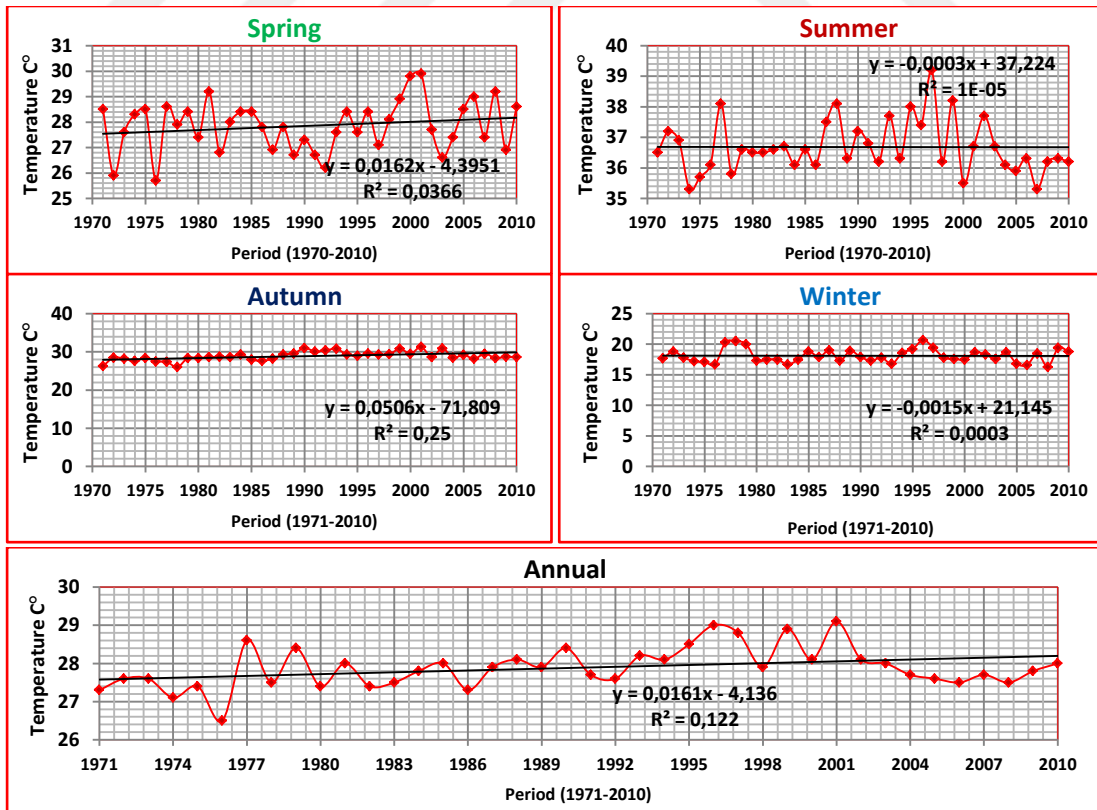 Spring
Temperature C°
31
30
29
28
27
26
25
y = 0,0162x - 4,3951
R² = 0,0366
1970 1975 1980 1985 1990 1995 2000 2005 2010
Period (1970-2010)
Summer
Temperature C°
40
39
38
37
36
35
y = -0,0003x + 37,224
R² = 1E-05
1970 1975 1980 1985 1990 1995 2000 2005 2010
Period (1970-2010)
Autumn
Temperature C°
40
30
20
10
0
y = 0,0506x - 71,809
R² = 0,25
1970 1975 1980 1985 1990 1995 2000 2005 2010
Period (1971-2010)
Winter
Temperature C°
25
20
15
10
5
0
y = -0,0015x + 21,145
R² = 0,0003
1970 1975 1980 1985 1990 1995 2000 2005 2010
Period (1971-2010)
Annual
Temperature C°
30
29
28
27
26
y = 0,0161x - 4,136
R² = 0,122
1971 1974 1977 1980 1983 1986 1989 1992 1995 1998 2001 2004 2007 2010
Period (1971-2010)